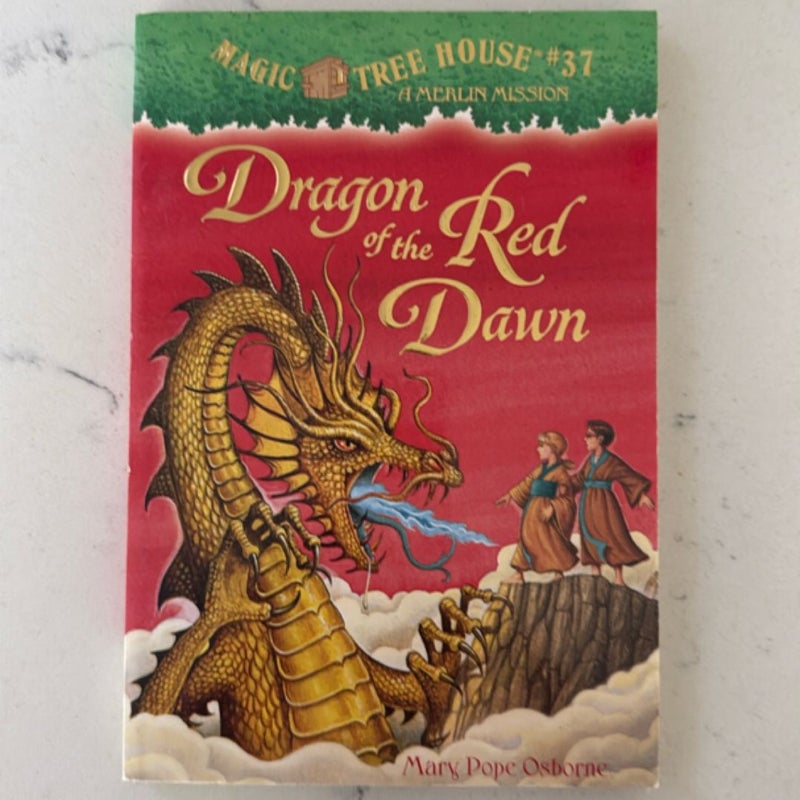 MAGIC TREE HOUSE® #37
A MERLIN MISSION
Dragon
of the Red
Dawn
Mary Pope Osborne